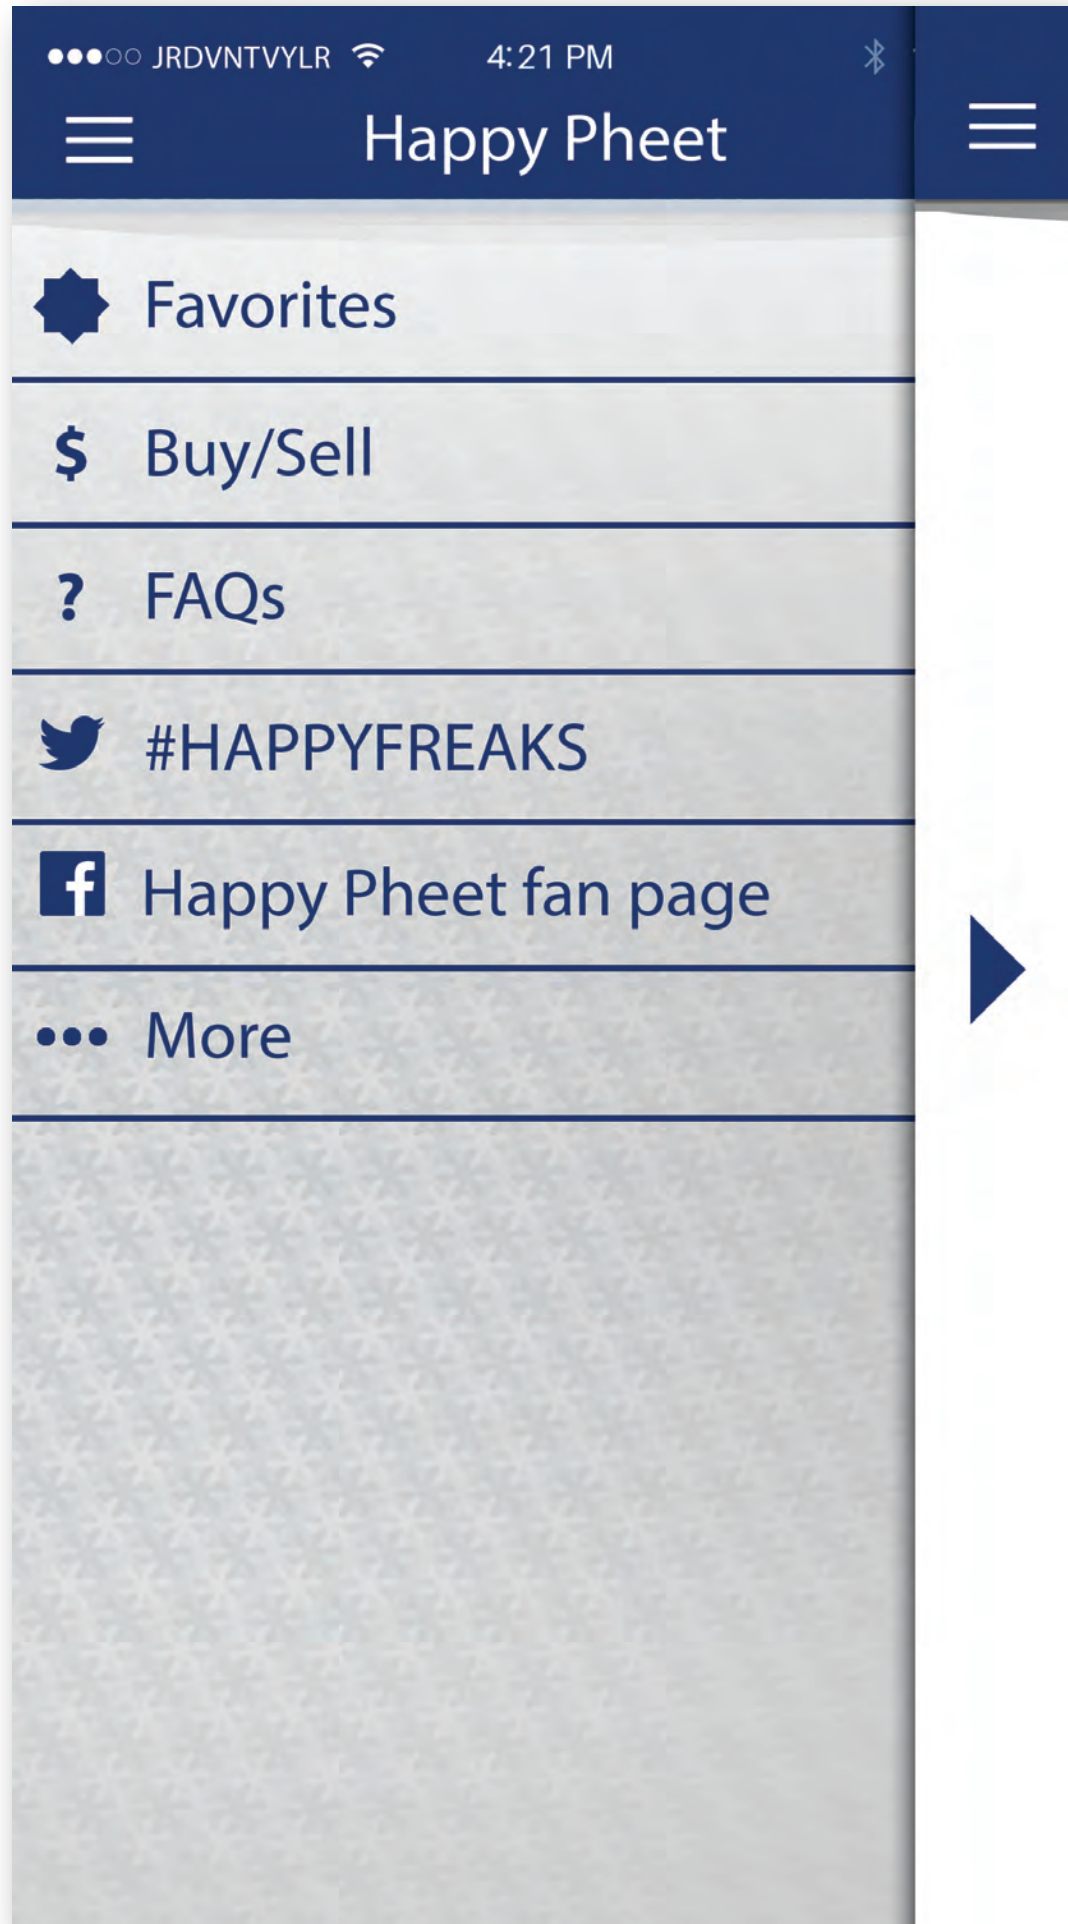 JRDVNTVYLR 4:21 PM
Happy Pheet
Favorites
$ Buy/Sell
? FAQs
#HAPPYFREAKS
f Happy Pheet fan page
••• More